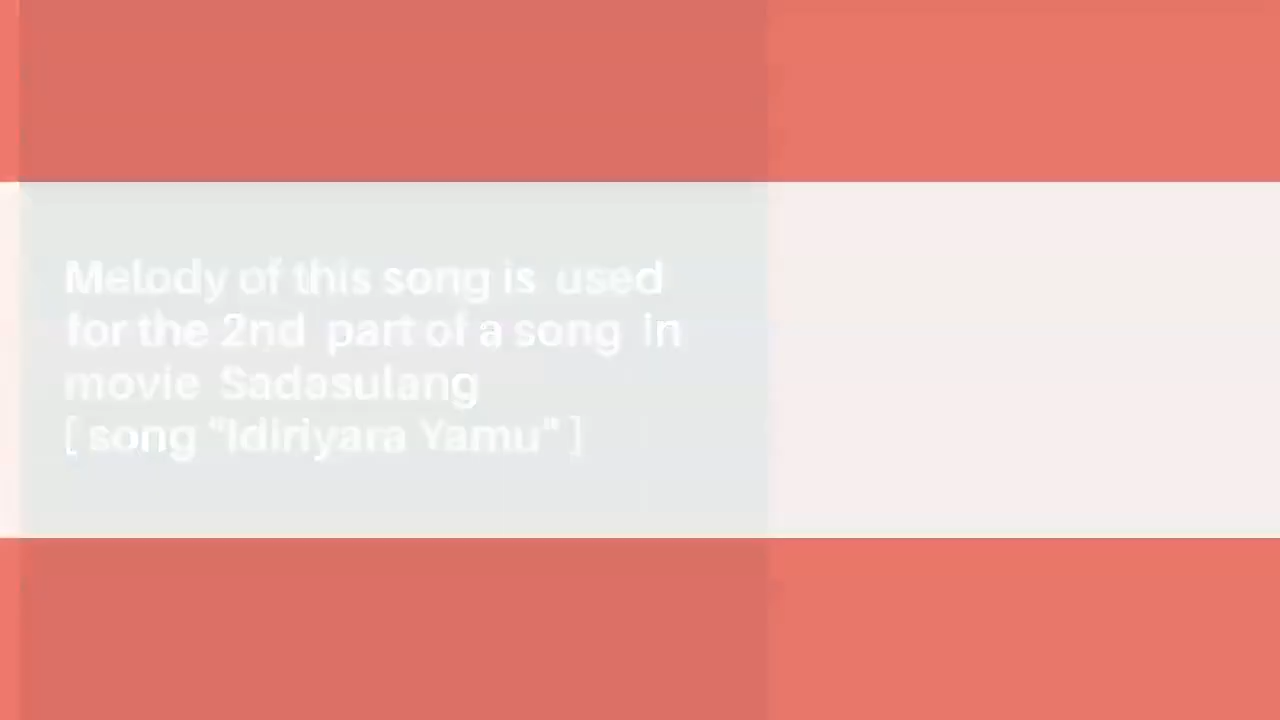 Melody of this song is used
for the 2nd part of a song in
movie Sadasulang
[ song "Idiriyara Yamu" ]